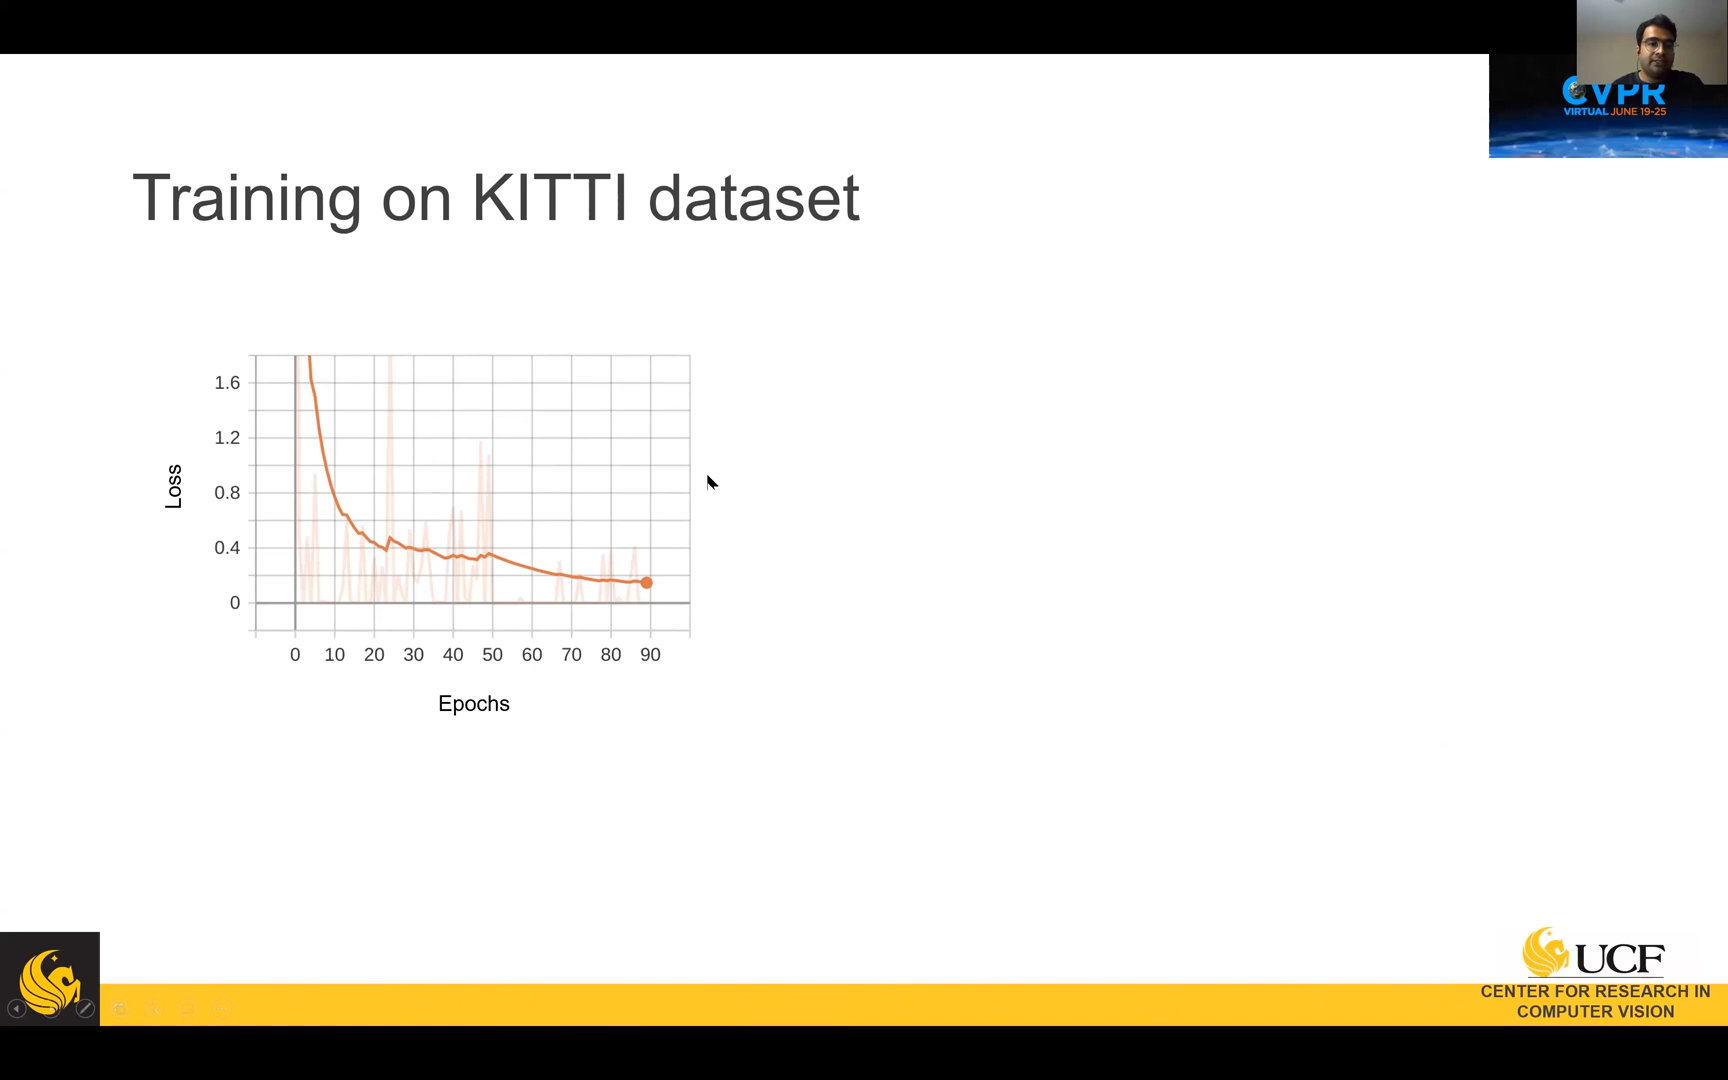 CVPR
VIRTUAL JUNE 19-25
Training on KITTI dataset
1.6
1.2
0.8
0.4
0
Loss
0 10 20 30 40 50 60 70 80 90
Epochs
UCF
CENTER FOR RESEARCH IN
COMPUTER VISION